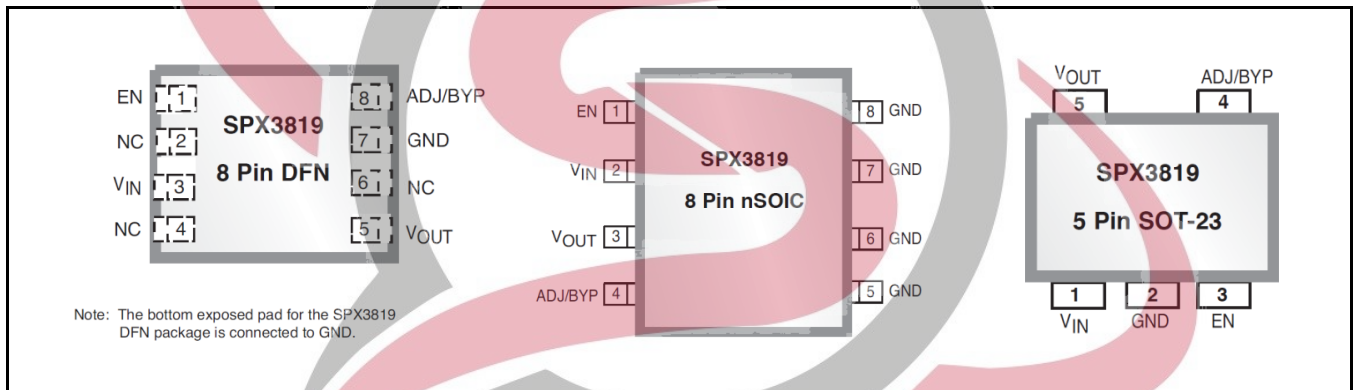 EN 1
NC 2
VIN 3
NC 4
SPX3819
8 Pin DFN
8 ADJ/BYP
7 GND
6 NC
5 VOUT
Note: The bottom exposed pad for the SPX3819
DFN package is connected to GND.
EN 1
VIN 2
VOUT 3
ADJ/BYP 4
SPX3819
8 Pin nSOIC
8 GND
7 GND
6 GND
5 GND
VOUT
5
ADJ/BYP
4
SPX3819
5 Pin SOT-23
1
2
3
VIN
GND
EN